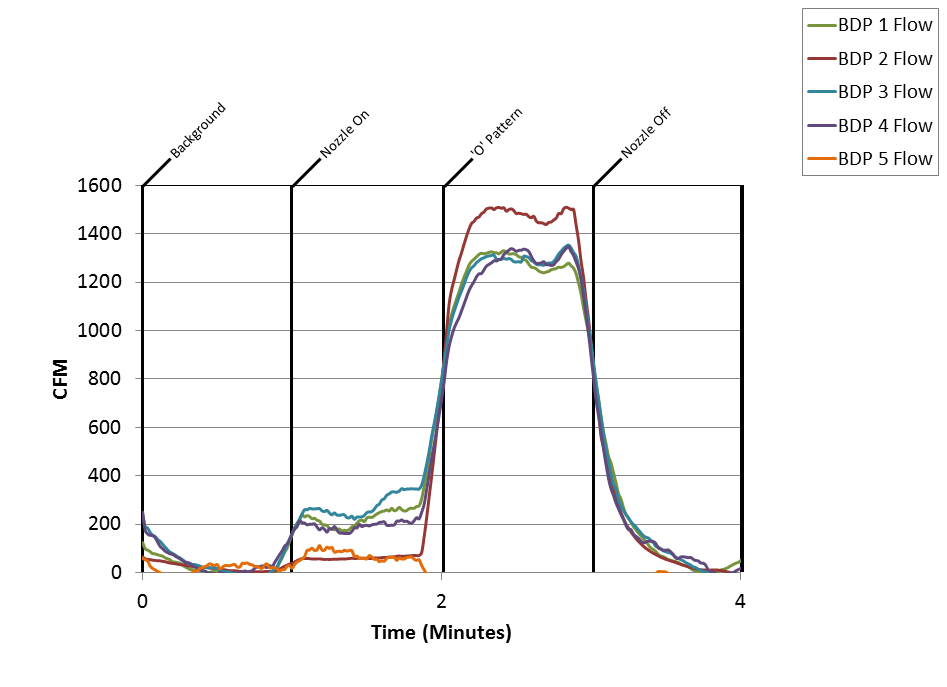 BDP 1 Flow
BDP 2 Flow
BDP 3 Flow
BDP 4 Flow
BDP 5 Flow
Background
Nozzle On
'O' Pattern
Nozzle Off
1600
1400
1200
1000
800
600
400
200
0
CFM
0 2 4
Time (Minutes)